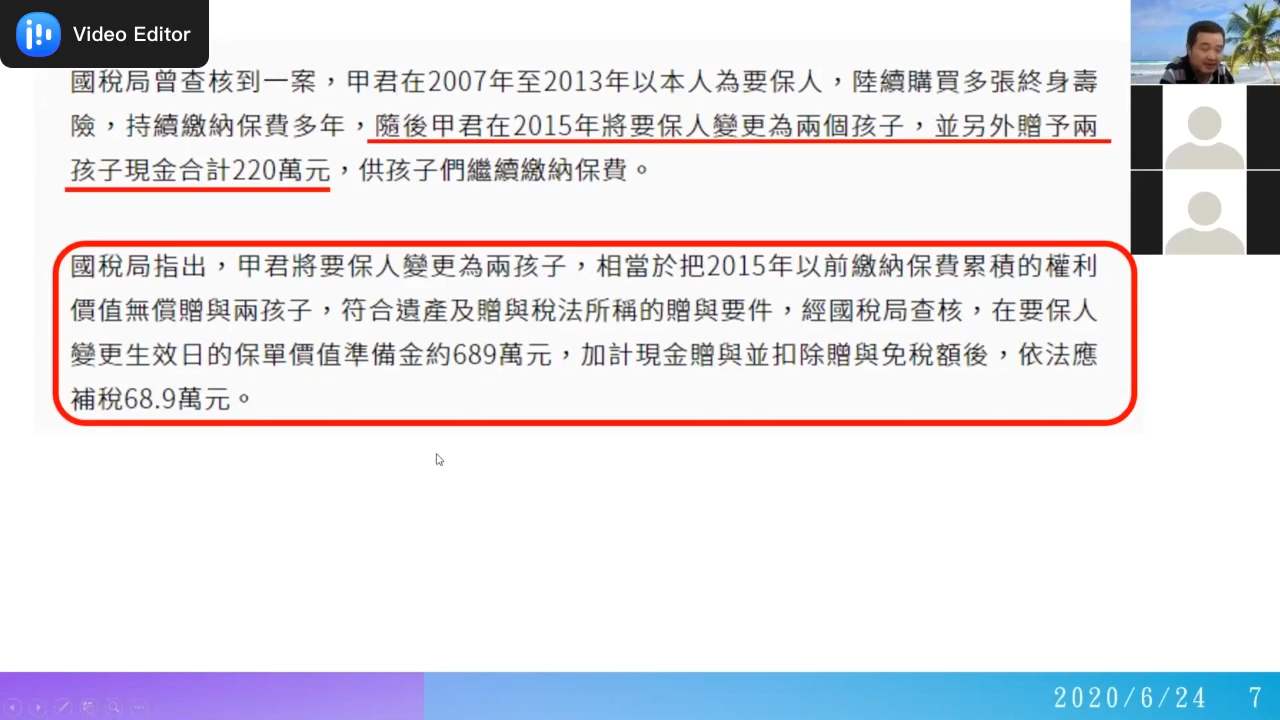 Video Editor
國稅局曾查核到一案，甲君在2007年至2013年以本人為要保人，陸續購買多張終身壽
險，持續繳納保費多年，隨後甲君在2015年將要保人變更為兩個孩子，並另外贈予兩
孩子現金合計220萬元，供孩子們繼續繳納保費。
國稅局指出，甲君將要保人變更為兩孩子，相當於把2015年以前繳納保費累積的權利
價值無償贈與兩孩子，符合遺產及贈與稅法所稱的贈與要件，經國稅局查核，在要保人
變更生效日的保單價值準備金約689萬元，加計現金贈與並扣除贈與免稅額後，依法應
補稅68.9萬元。
2020/6/24 7